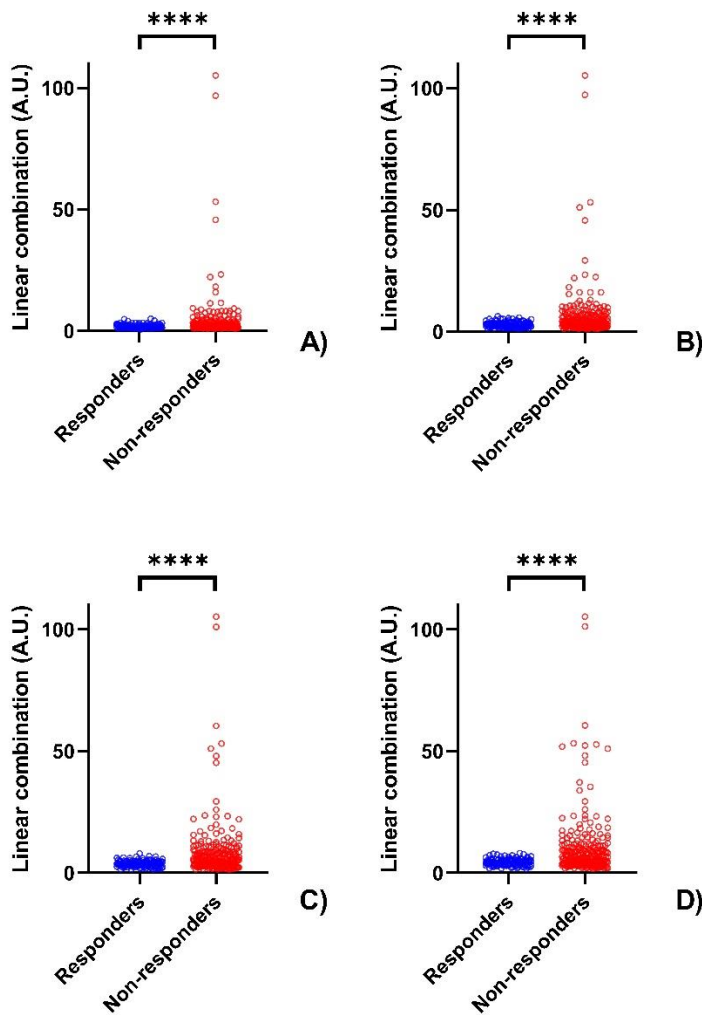 ****
Linear combination (A.U.)
100
50
0
Responders
Non-responders
A)
****
Linear combination (A.U.)
100
50
0
Responders
Non-responders
B)
****
Linear combination (A.U.)
100
50
0
Responders
Non-responders
C)
****
Linear combination (A.U.)
100
50
0
Responders
Non-responders
D)